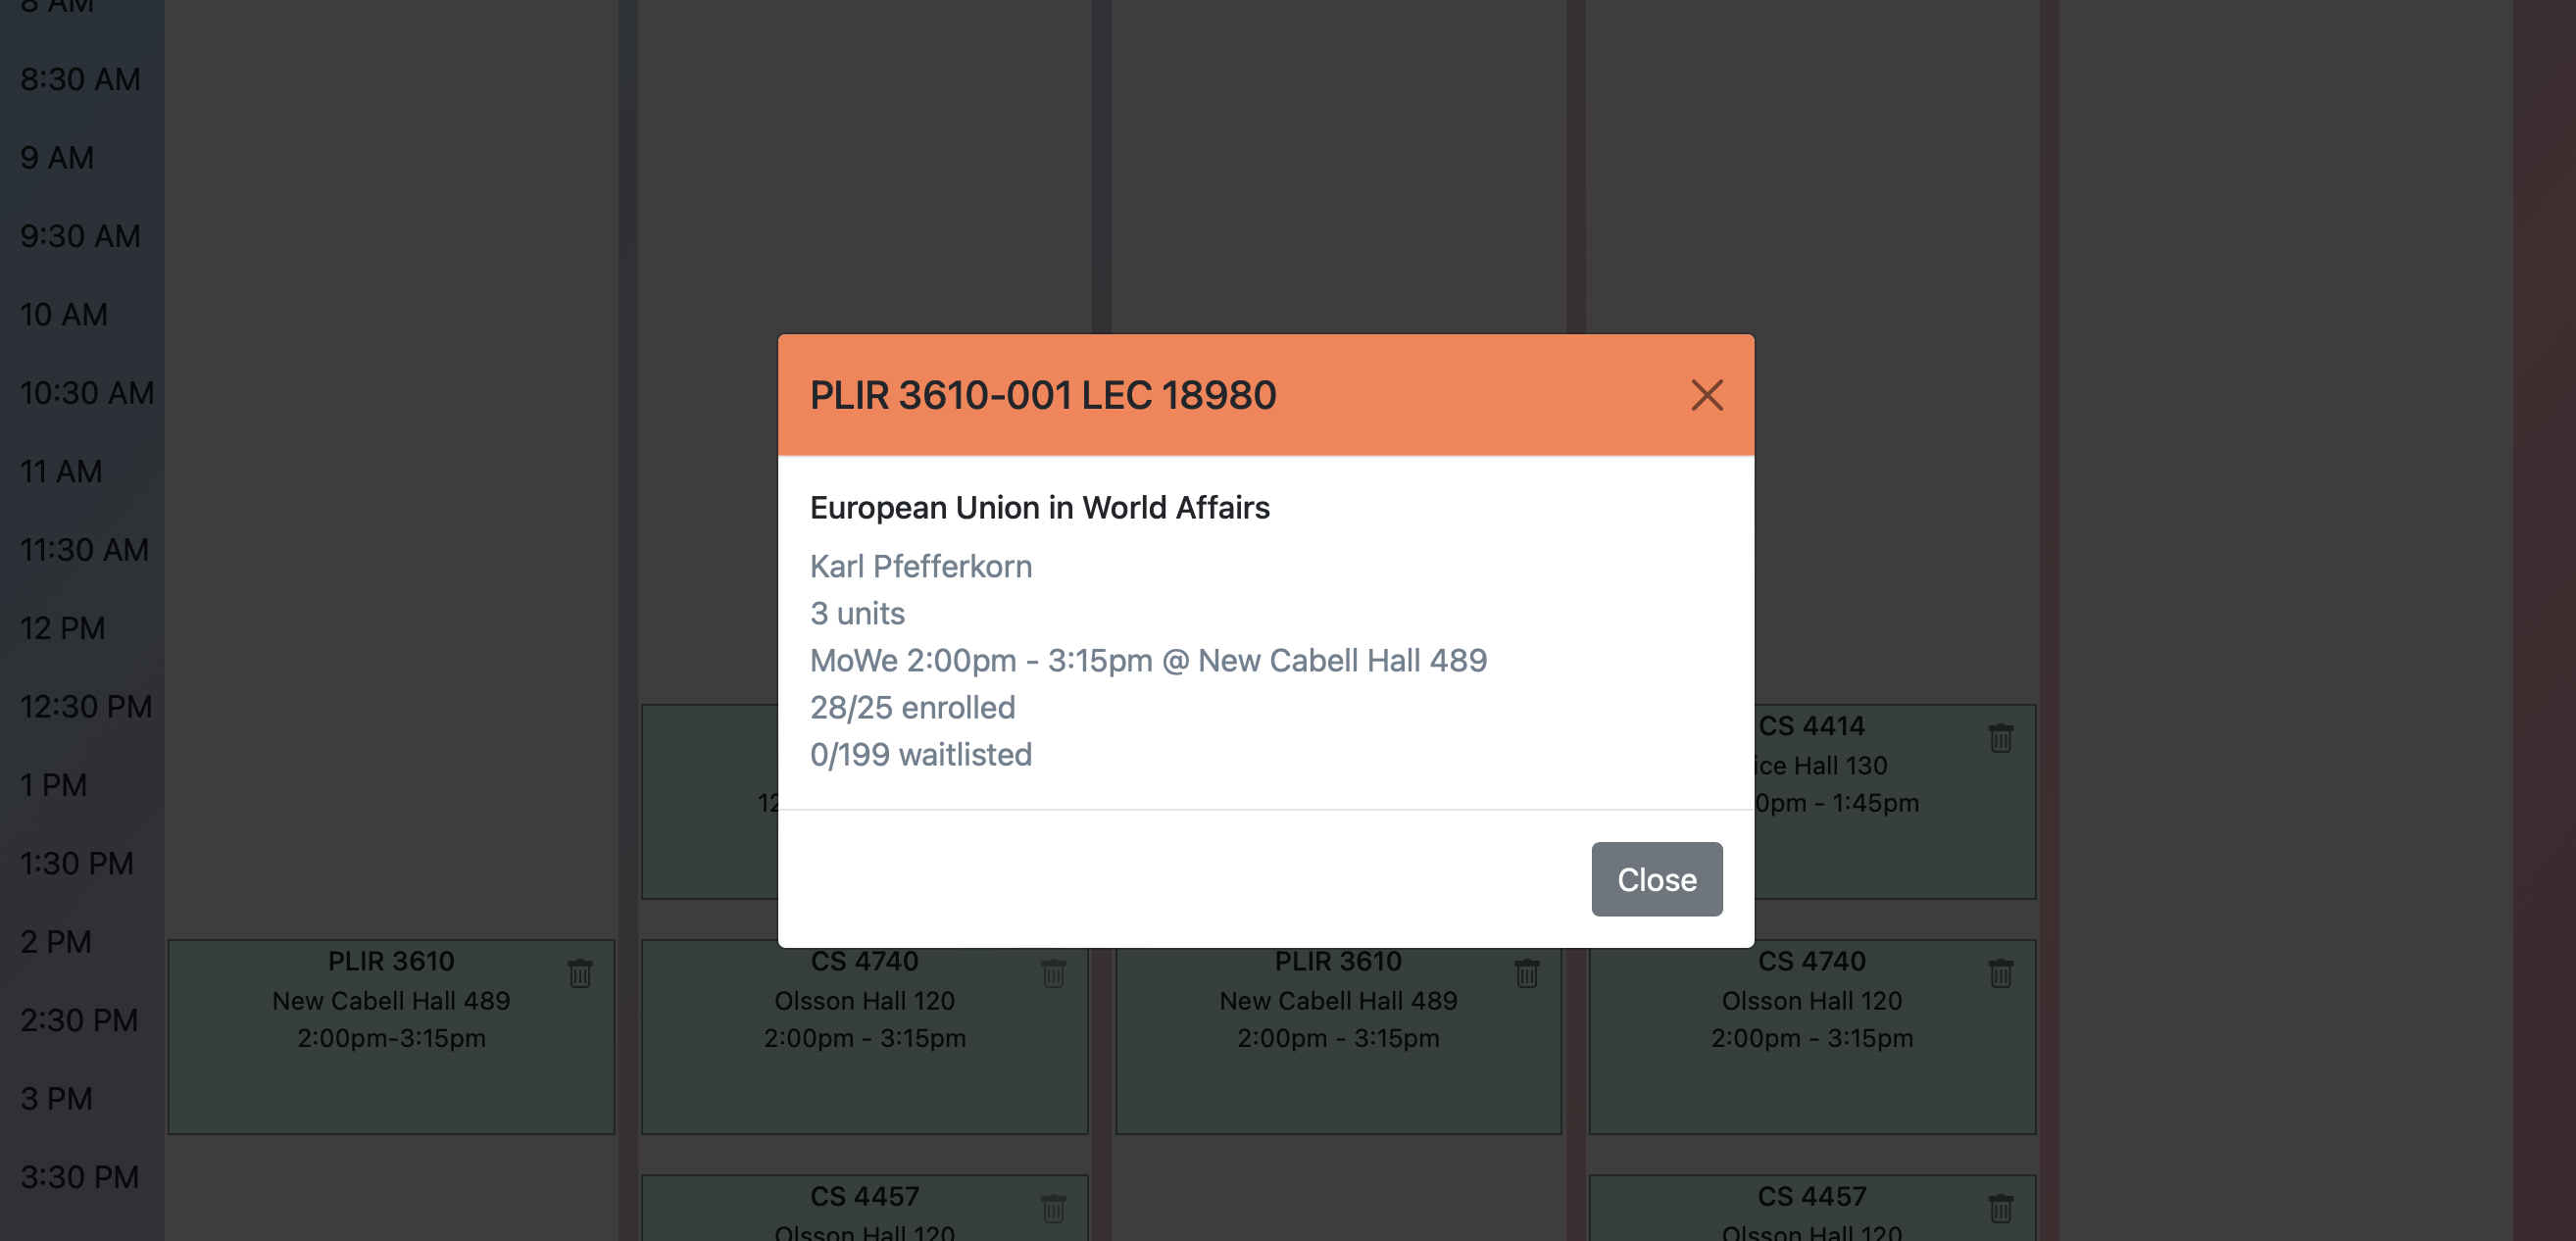 8 AM
8:30 AM
9 AM
9:30 AM
10 AM
10:30 AM
11 AM
11:30 AM
12 PM
12:30 PM
1 PM
1:30 PM
2 PM
2:30 PM
3 PM
3:30 PM
PLIR 3610-001 LEC 18980
European Union in World Affairs
Karl Pfefferkorn
3 units
MoWe 2:00pm - 3:15pm @ New Cabell Hall 489
28/25 enrolled
0/199 waitlisted
Close
12
CS 4414
ice Hall 130
0pm - 1:45pm
PLIR 3610
New Cabell Hall 489
2:00pm-3:15pm
CS 4740
Olsson Hall 120
2:00pm - 3:15pm
PLIR 3610
New Cabell Hall 489
2:00pm - 3:15pm
CS 4740
Olsson Hall 120
2:00pm - 3:15pm
CS 4457
Olsson Hall 120
CS 4457
Olsson Hall 120